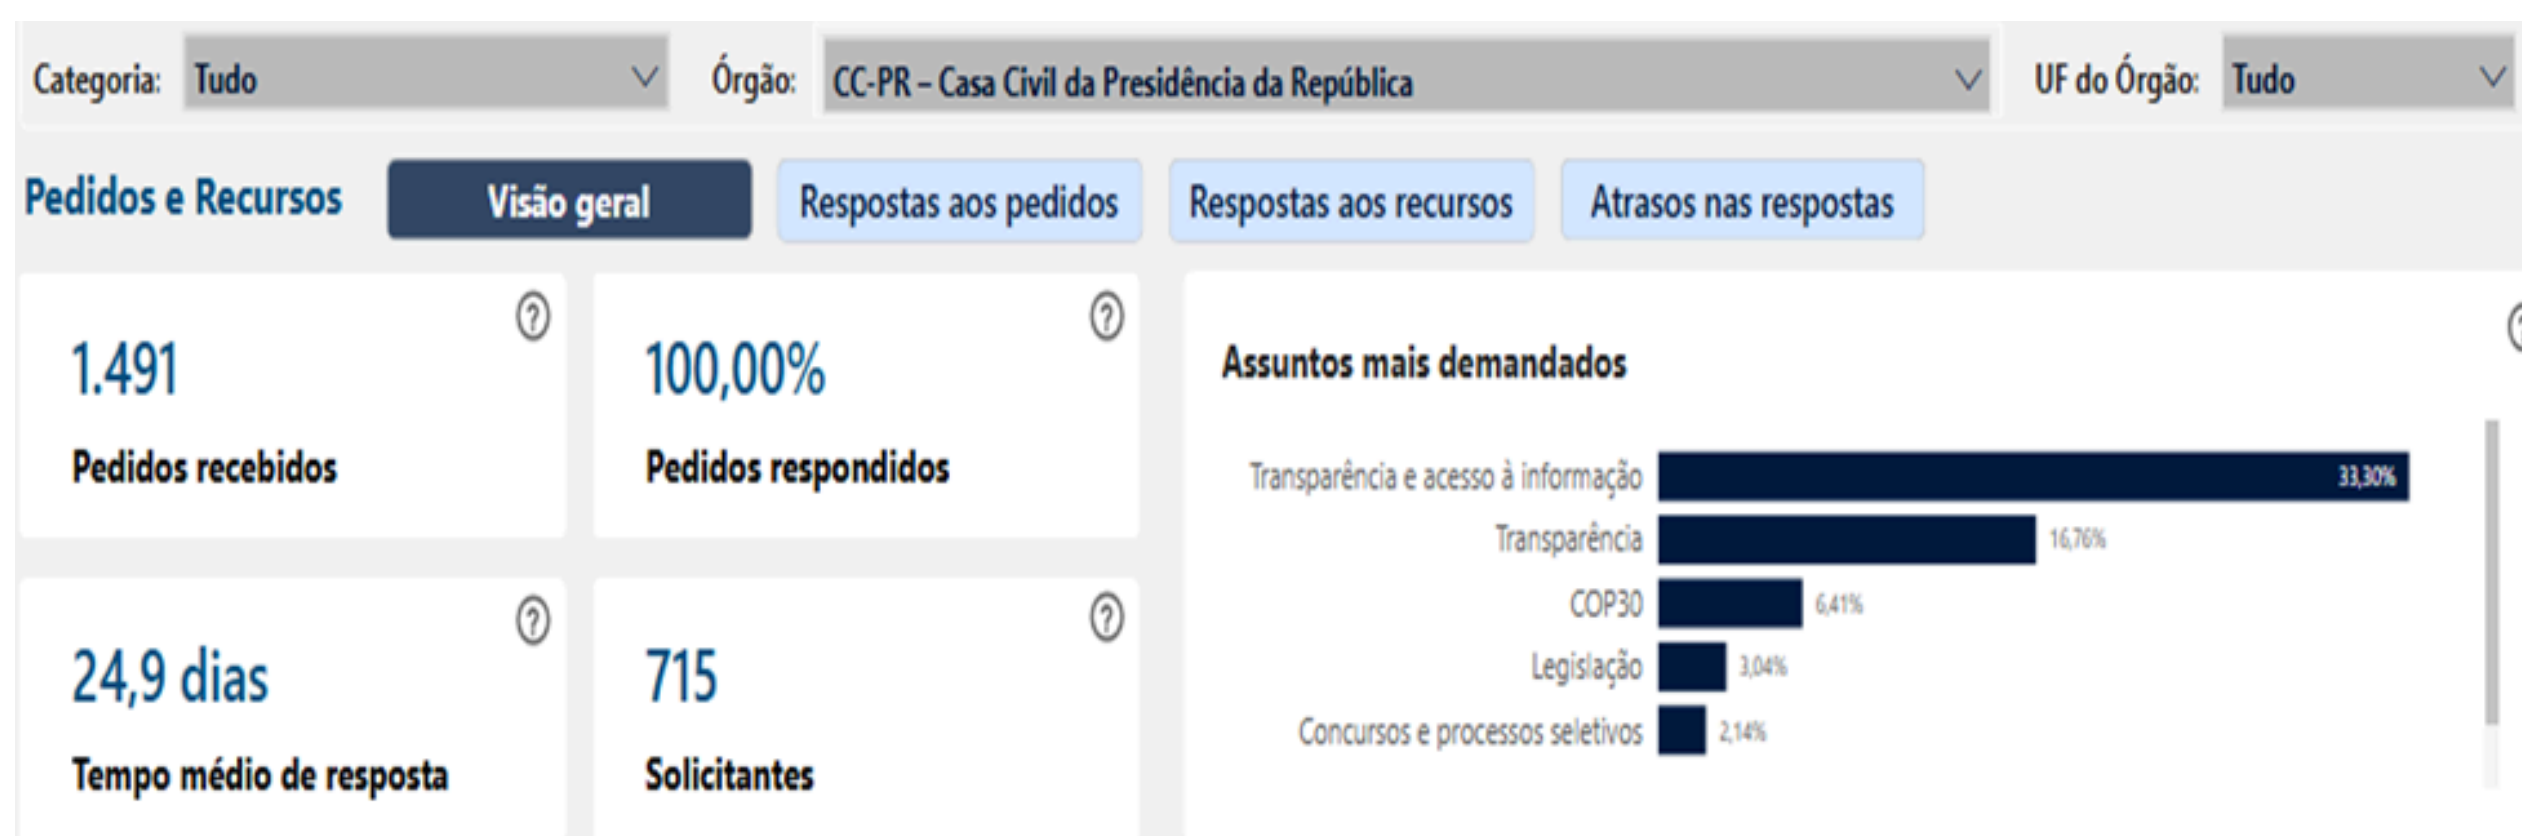 Categoria: Tudo Órgão: CC-PR – Casa Civil da Presidência da República UF do Órgão: Tudo
Pedidos e Recursos Visão geral Respostas aos pedidos Respostas aos recursos Atrasos nas respostas
1.491
Pedidos recebidos
100,00%
Pedidos respondidos
24,9 dias
Tempo médio de resposta
715
Solicitantes
Assuntos mais demandados
Transparência e acesso à informação 33,30%
Transparência 16,76%
COP30 6,41%
Legislação 3,04%
Concursos e processos seletivos 2,14%